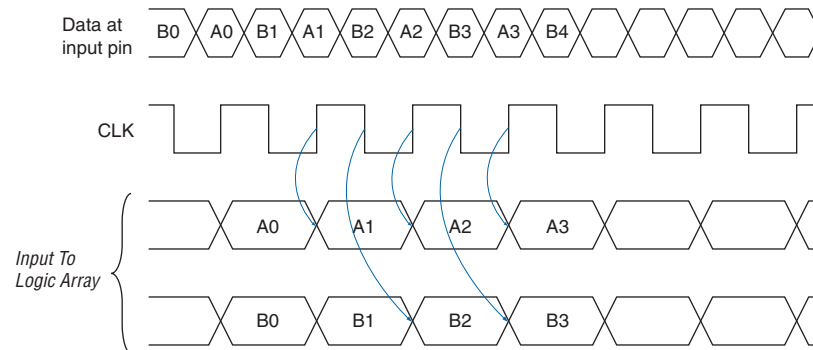 Data at
input pin
B0 A0 B1 A1 B2 A2 B3 A3 B4
CLK
A0 A1 A2 A3
Input To
Logic Array
B0 B1 B2 B3